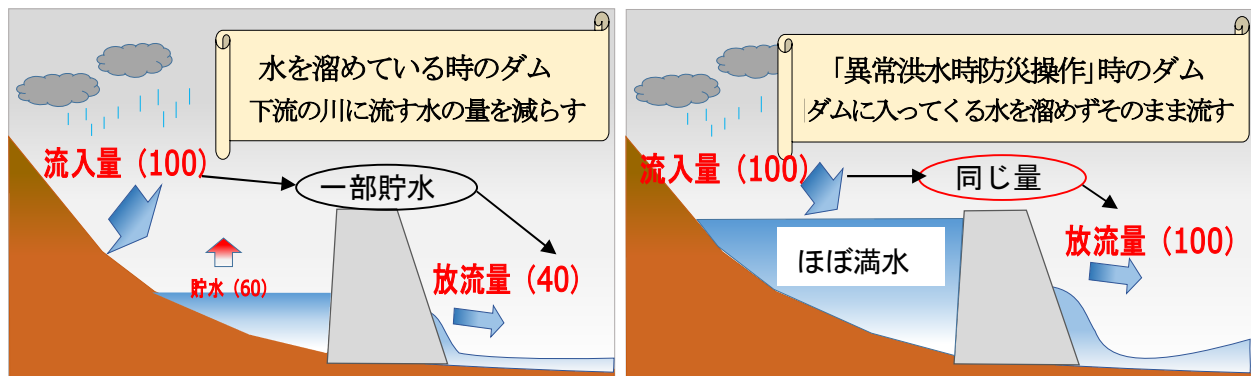 水を溜めている時のダム
下流の川に流す水の量を減らす
流入量（100）
一部貯水
貯水（60）
放流量（40）
「異常洪水時防災操作」時のダム
ダムに入ってくる水を溜めずそのまま流す
流入量（100）
同じ量
放流量（100）
ほぼ満水